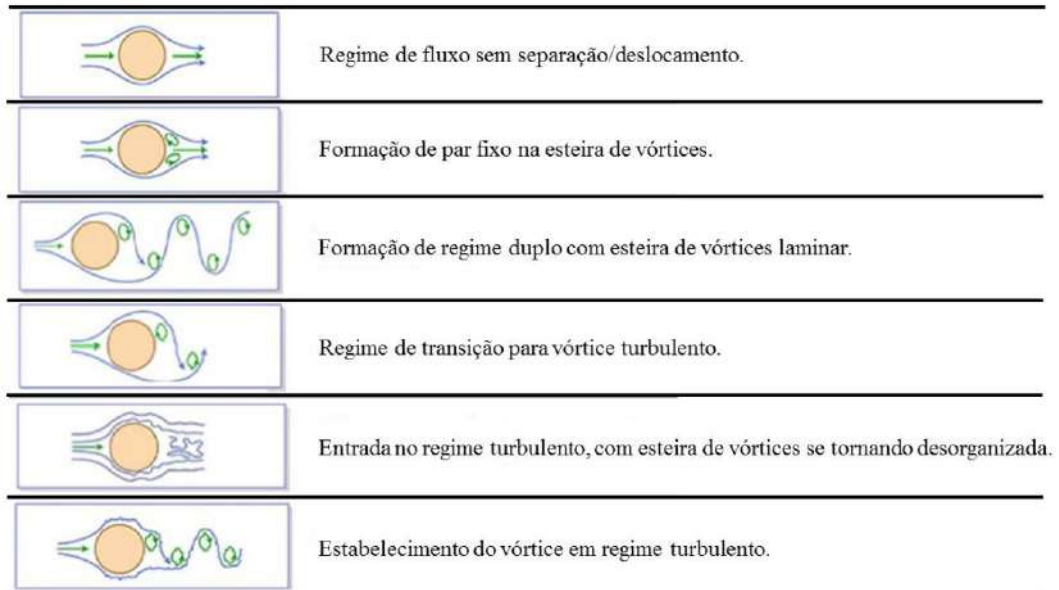 Regime de fluxo sem separação/deslocamento.
Formação de par fixo na esteira de vórtices.
Formação de regime duplo com esteira de vórtices laminar.
Regime de transição para vórtice turbulento.
Entrada no regime turbulento, com esteira de vórtices se tornando desorganizada.
Estabelecimento do vórtice em regime turbulento.